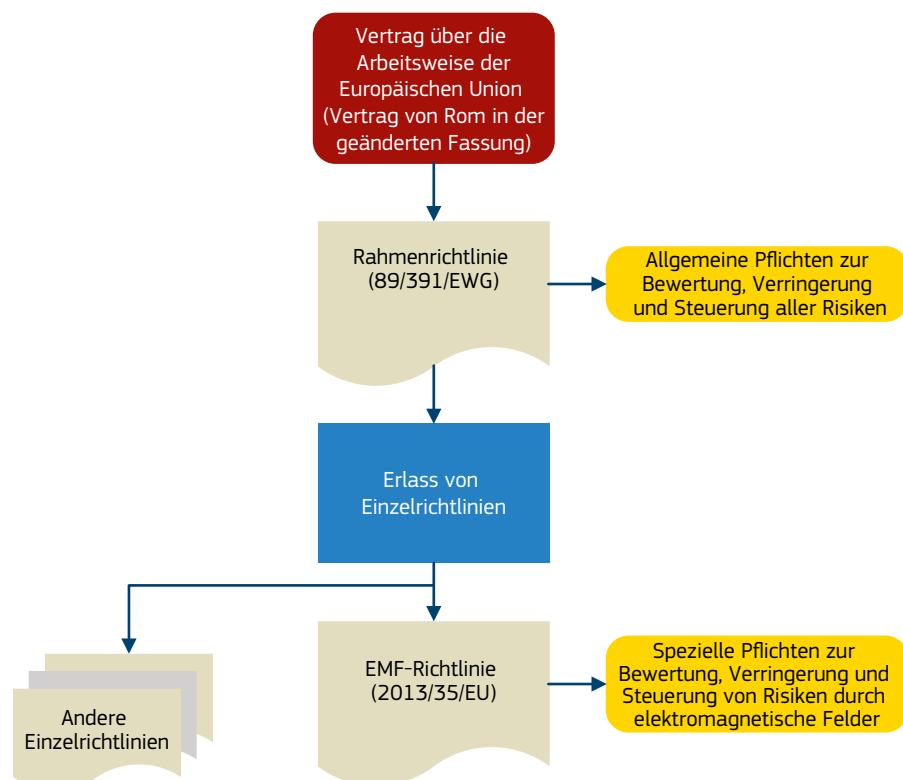 Vertrag über die
Arbeitsweise der
Europäischen Union
(Vertrag von Rom in der
geänderten Fassung)
Rahmenrichtlinie
(89/391/EWG)
Allgemeine Pflichten zur
Bewertung, Verringerung
und Steuerung aller Risiken
Erlass von
Einzelrichtlinien
Andere
Einzelrichtlinien
EMF-Richtlinie
(2013/35/EU)
Spezielle Pflichten zur
Bewertung, Verringerung und
Steuerung von Risiken durch
elektromagnetische Felder